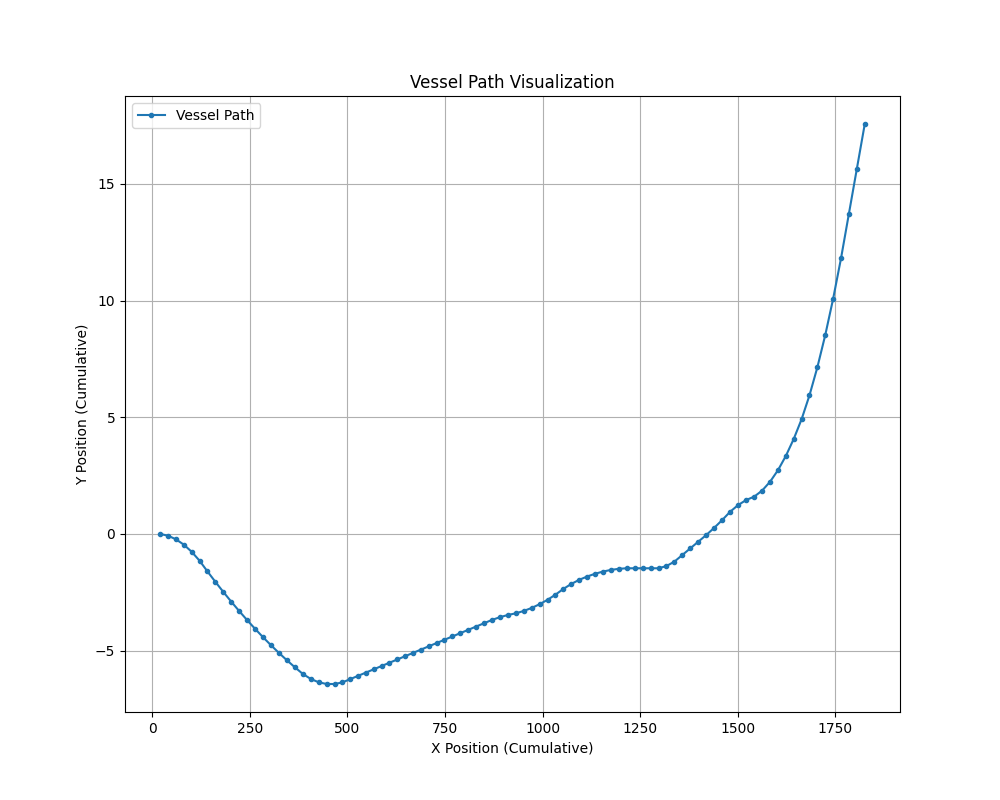 Vessel Path Visualization
Vessel Path
15
10
5
0
−5
Y Position (Cumulative)
0 250 500 750 1000 1250 1500 1750
X Position (Cumulative)